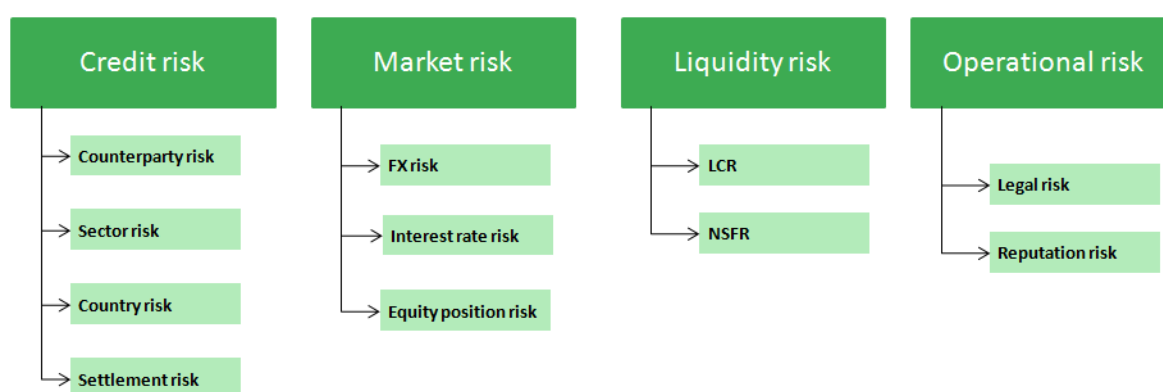 Credit risk
Counterparty risk
Sector risk
Country risk
Settlement risk
Market risk
FX risk
Interest rate risk
Equity position risk
Liquidity risk
LCR
NSFR
Operational risk
Legal risk
Reputation risk